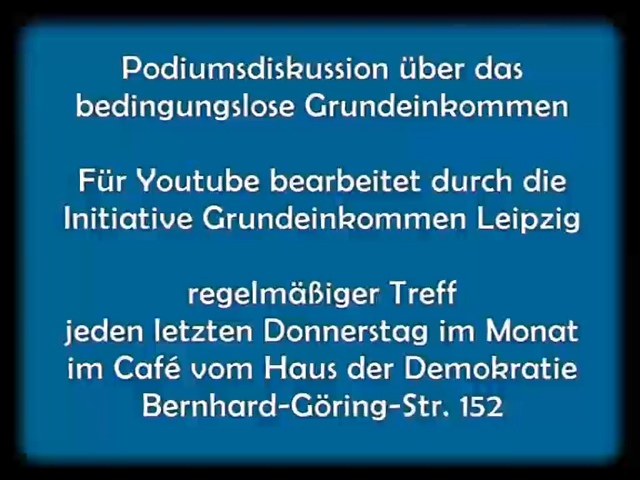 Podiumsdiskussion über das
bedingungslose Grundeinkommen
Für Youtube bearbeitet durch die
Initiative Grundeinkommen Leipzig
regelmäßiger Treff
jeden letzten Donnerstag im Monat
im Café vom Haus der Demokratie
Bernhard-Göring-Str. 152